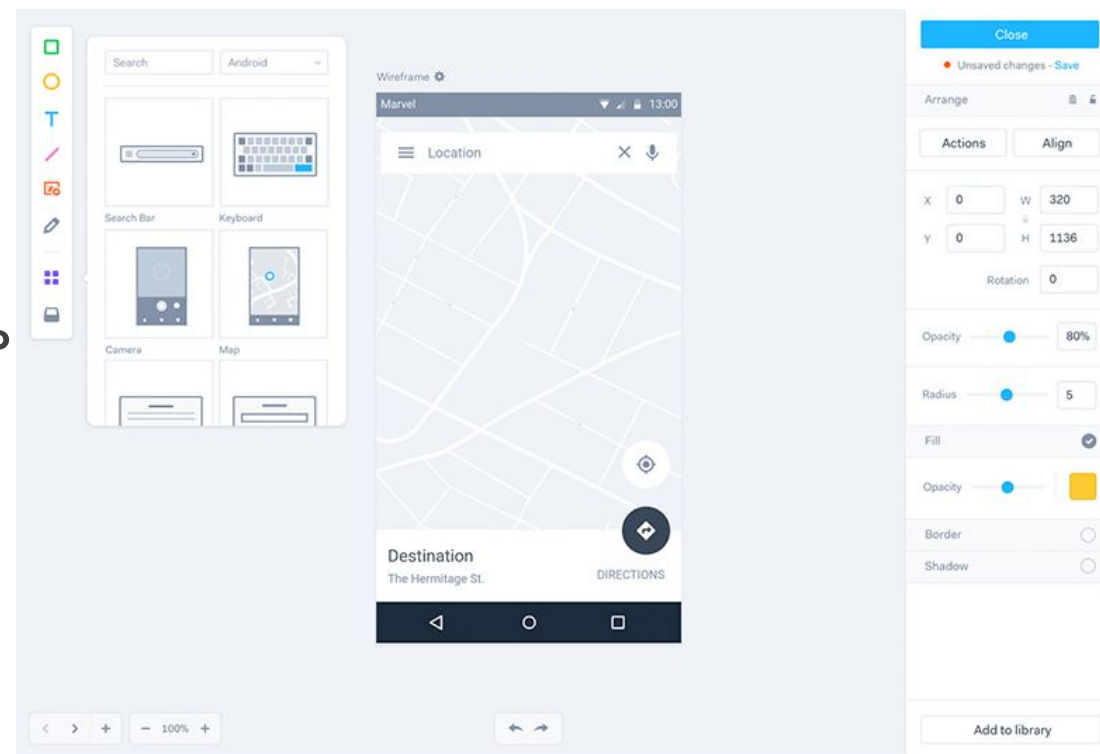 Search
Android
Search Bar
Keyboard
Camera
Map
Wireframe
Marvel
13:00
Location
Destination
The Hermitage St.
DIRECTIONS
100%
Close
Unsaved changes - Save
Arrange
Actions
Align
X 0 W 320
Y 0 H 1136
Rotation 0
Opacity 80%
Radius 5
Fill
Opacity
Border
Shadow
Add to library